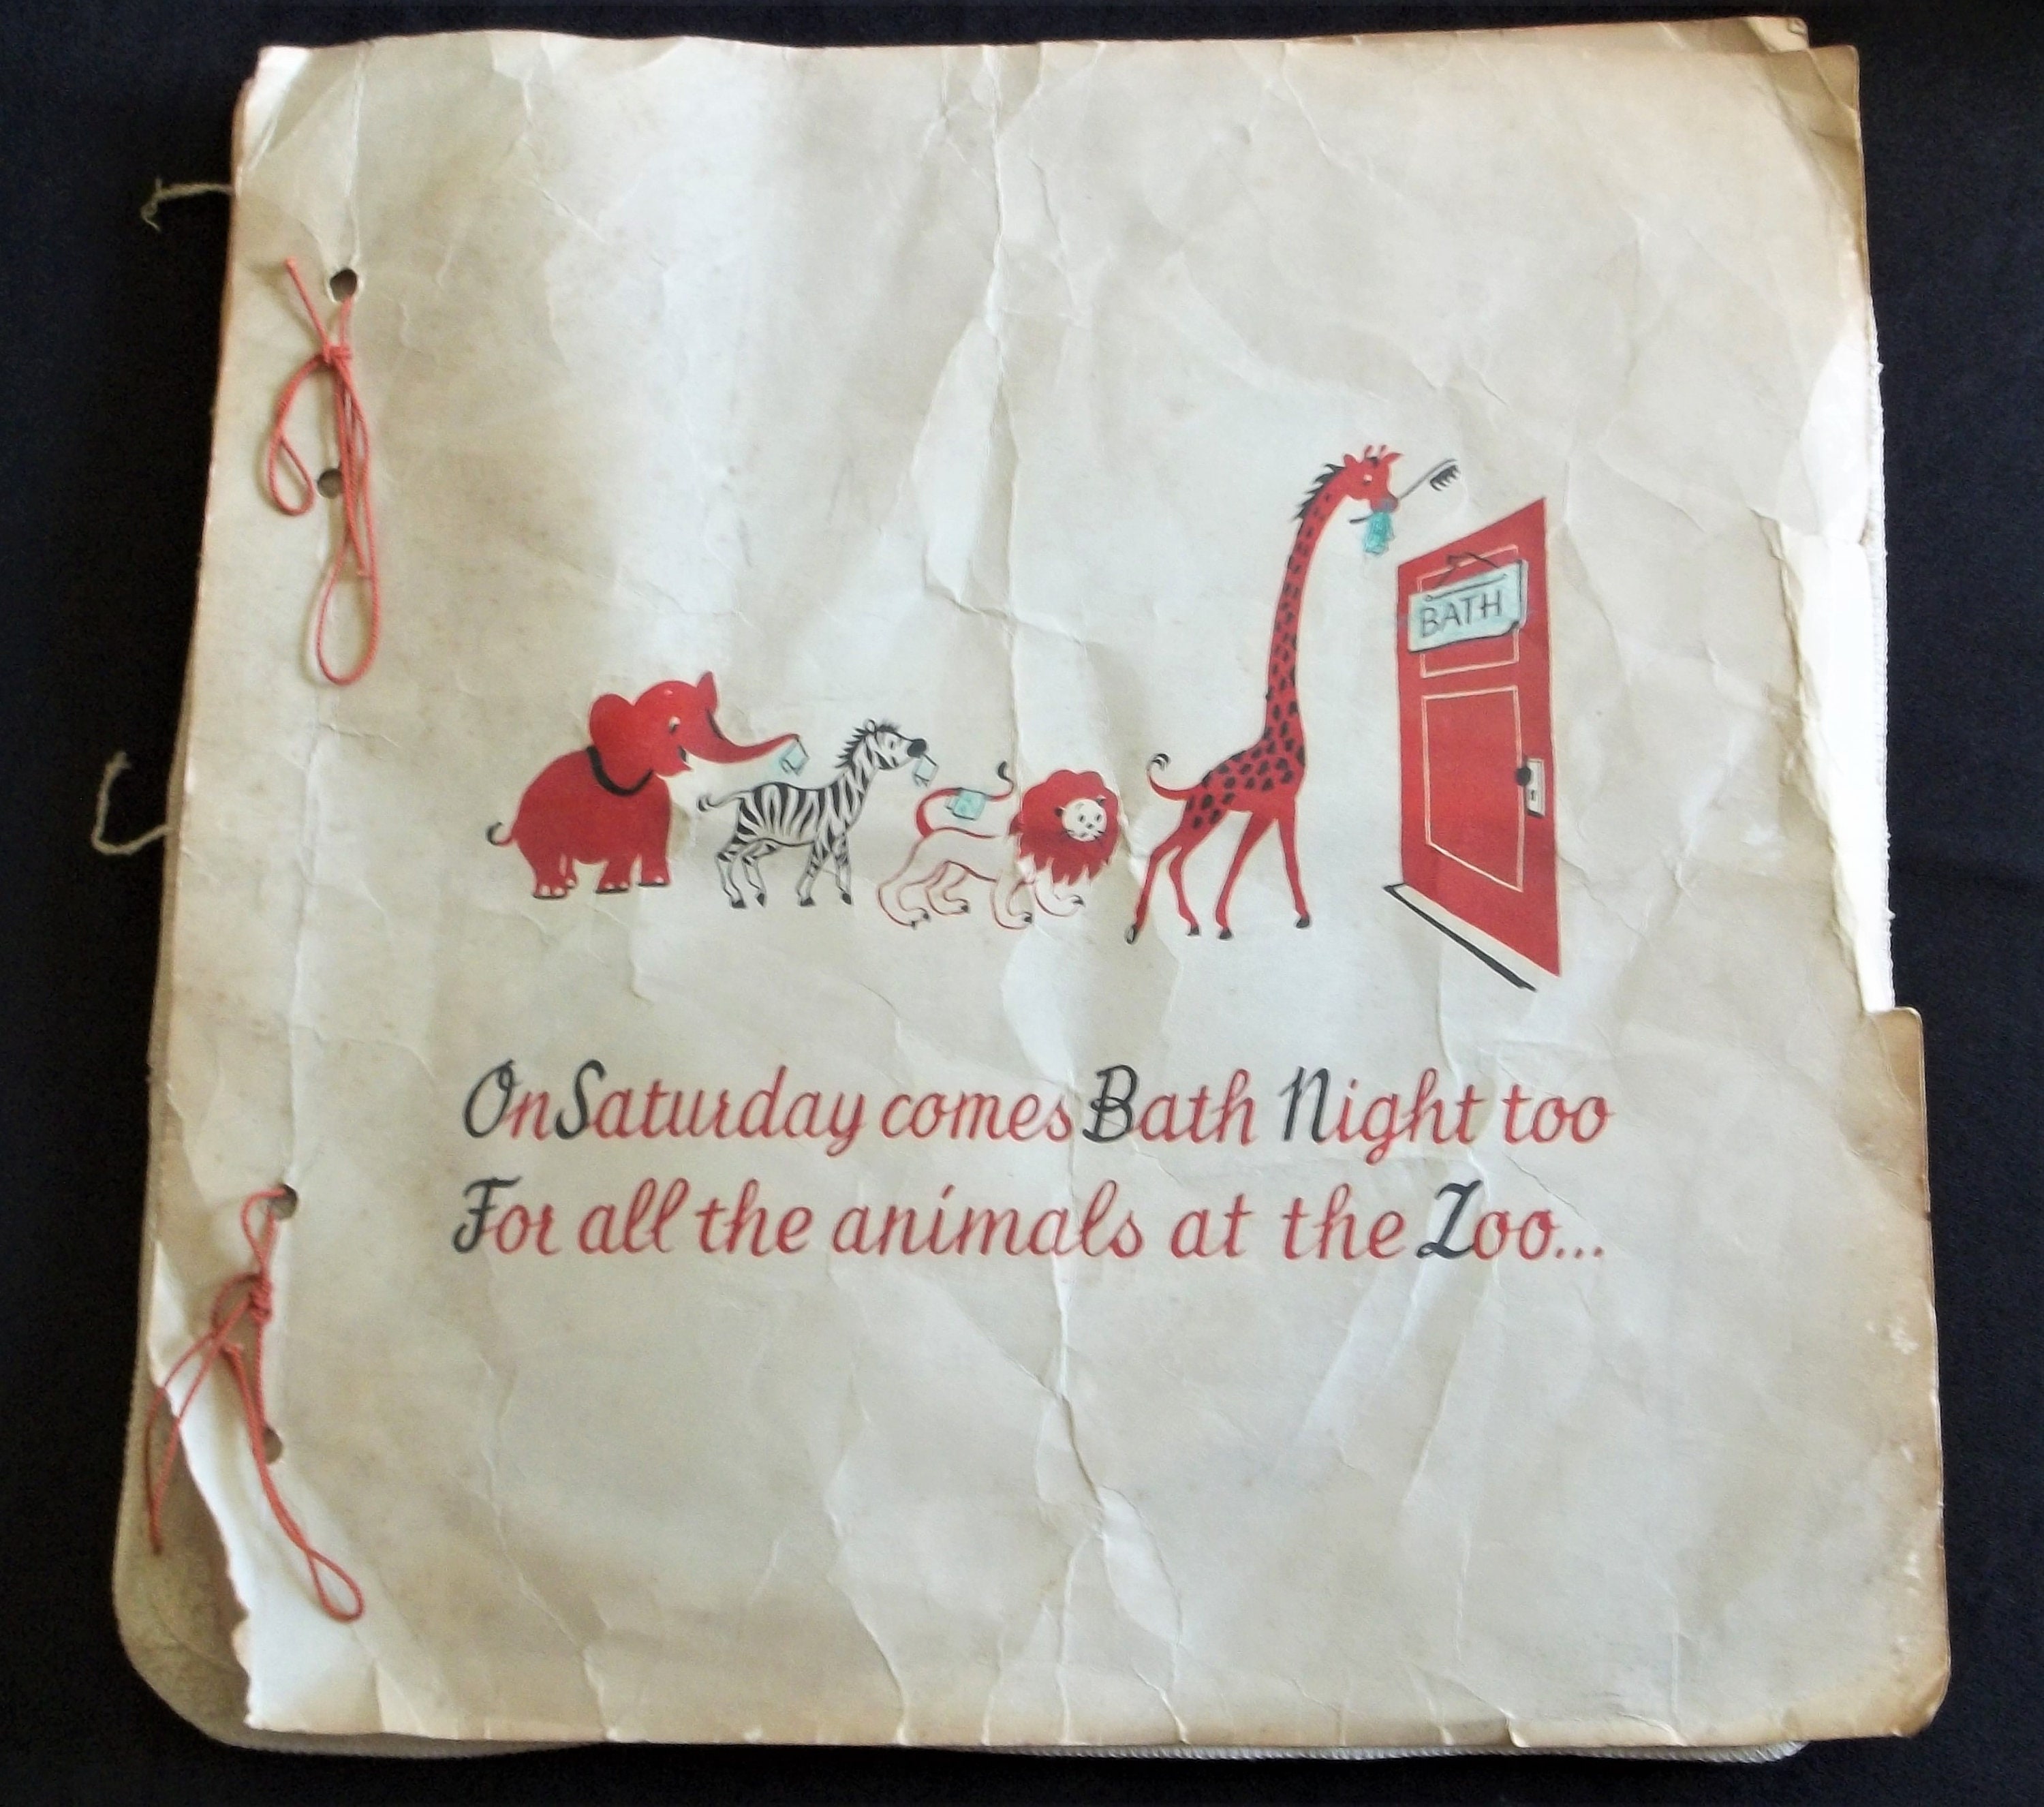 BATH
On Saturday comes Bath Night too
For all the animals at the Zoo...